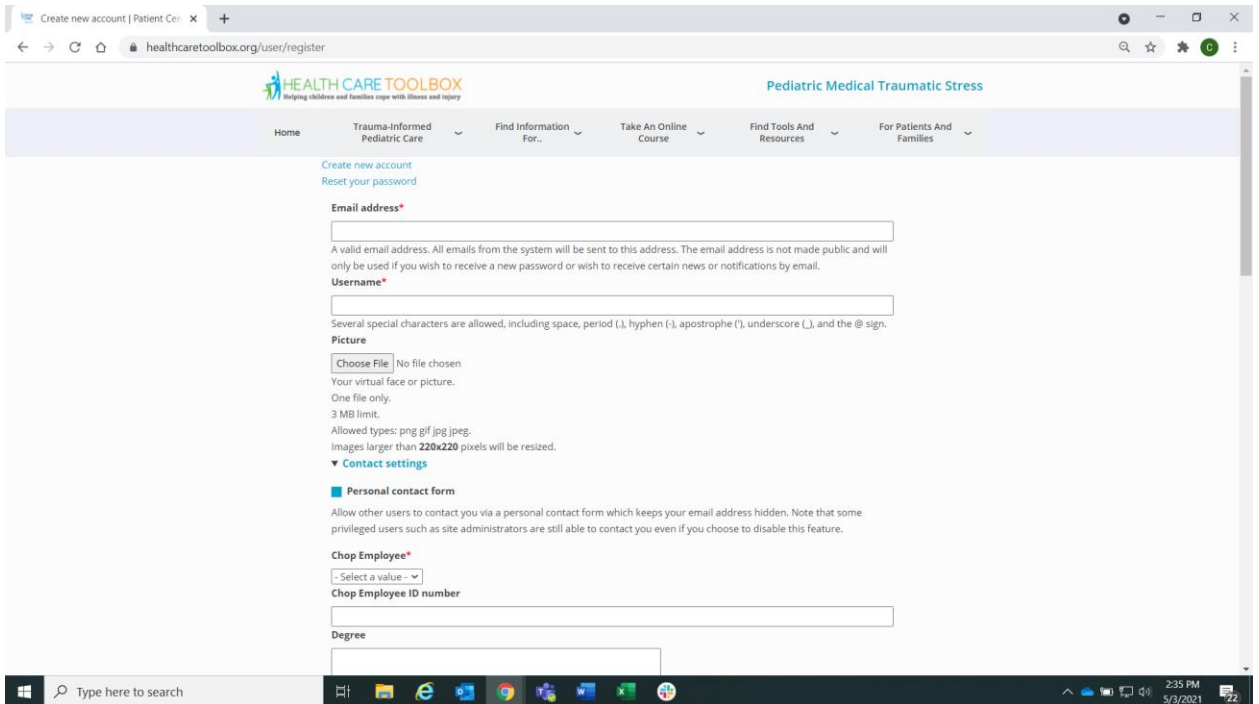 Create new account | Patient Cen
healthcaretoolbox.org/user/register
C
HEALTH CARE TOOLBOX
Helping children and families cope with illness and injury
Pediatric Medical Traumatic Stress
Home
Trauma-Informed
Pediatric Care
Find Information
For..
Take An Online
Course
Find Tools And
Resources
For Patients And
Families
Create new account
Reset your password
Email address*
A valid email address. All emails from the system will be sent to this address. The email address is not made public and will
only be used if you wish to receive a new password or wish to receive certain news or notifications by email.
Username*
Several special characters are allowed, including space, period (.), hyphen (-), apostrophe ('), underscore (_), and the @ sign.
Picture
Choose File No file chosen
Your virtual face or picture.
One file only.
3 MB limit.
Allowed types: png gif jpg jpeg.
Images larger than 220x220 pixels will be resized.
▼ Contact settings
Personal contact form
Allow other users to contact you via a personal contact form which keeps your email address hidden. Note that some
privileged users such as site administrators are still able to contact you even if you choose to disable this feature.
Chop Employee*
- Select a value -
Chop Employee ID number
Degree
Type here to search
2:35 PM
5/3/2021
22